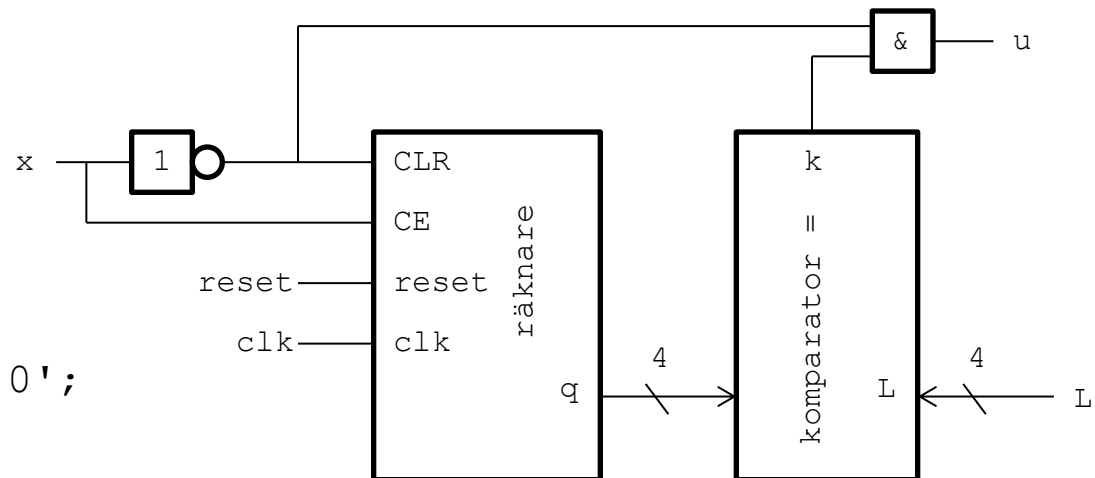 &
u
x
1
CLR
k
CE
reset
reset
räknare
komparator =
clk
clk
0';
4
4
q
L
L